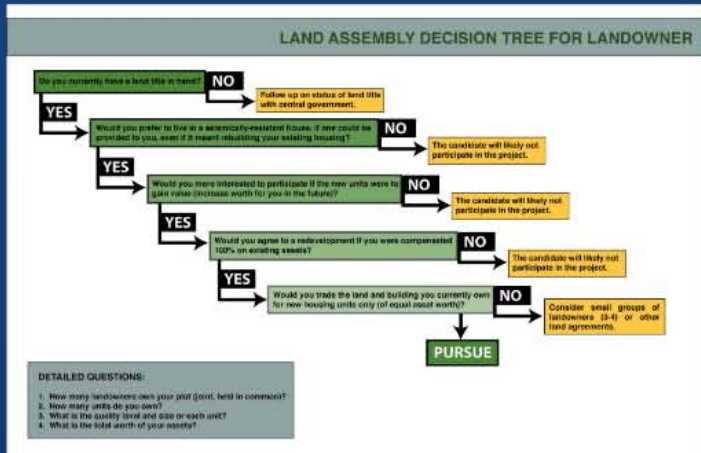 LAND ASSEMBLY DECISION TREE FOR LANDOWNER
Do you currently have a land title in hand?
NO
Follow up on status of land title
with central government.
YES
Would you prefer to live in a seismically-resistant house, if one could be
provided to you, even if it meant rebuilding your existing housing?
NO
The candidate will likely not
participate in the project.
YES
Would you more interested to participate if the new units were to
gain value (increase worth for you in the future)?
NO
The candidate will likely not
participate in the project.
YES
Would you agree to a redevelopment if you were compensated
100% on existing assets?
NO
The candidate will likely not
participate in the project.
YES
Would you trade the land and building you currently own
for new housing units only (of equal asset worth)?
NO
Consider small groups of
landowners (3-4) or other
land agreements.
PURSUE
DETAILED QUESTIONS:
1. How many landowners own your plot (joint, held in common)?
2. How many units do you own?
3. What is the quality level and size or each unit?
4. What is the total worth of your assets?